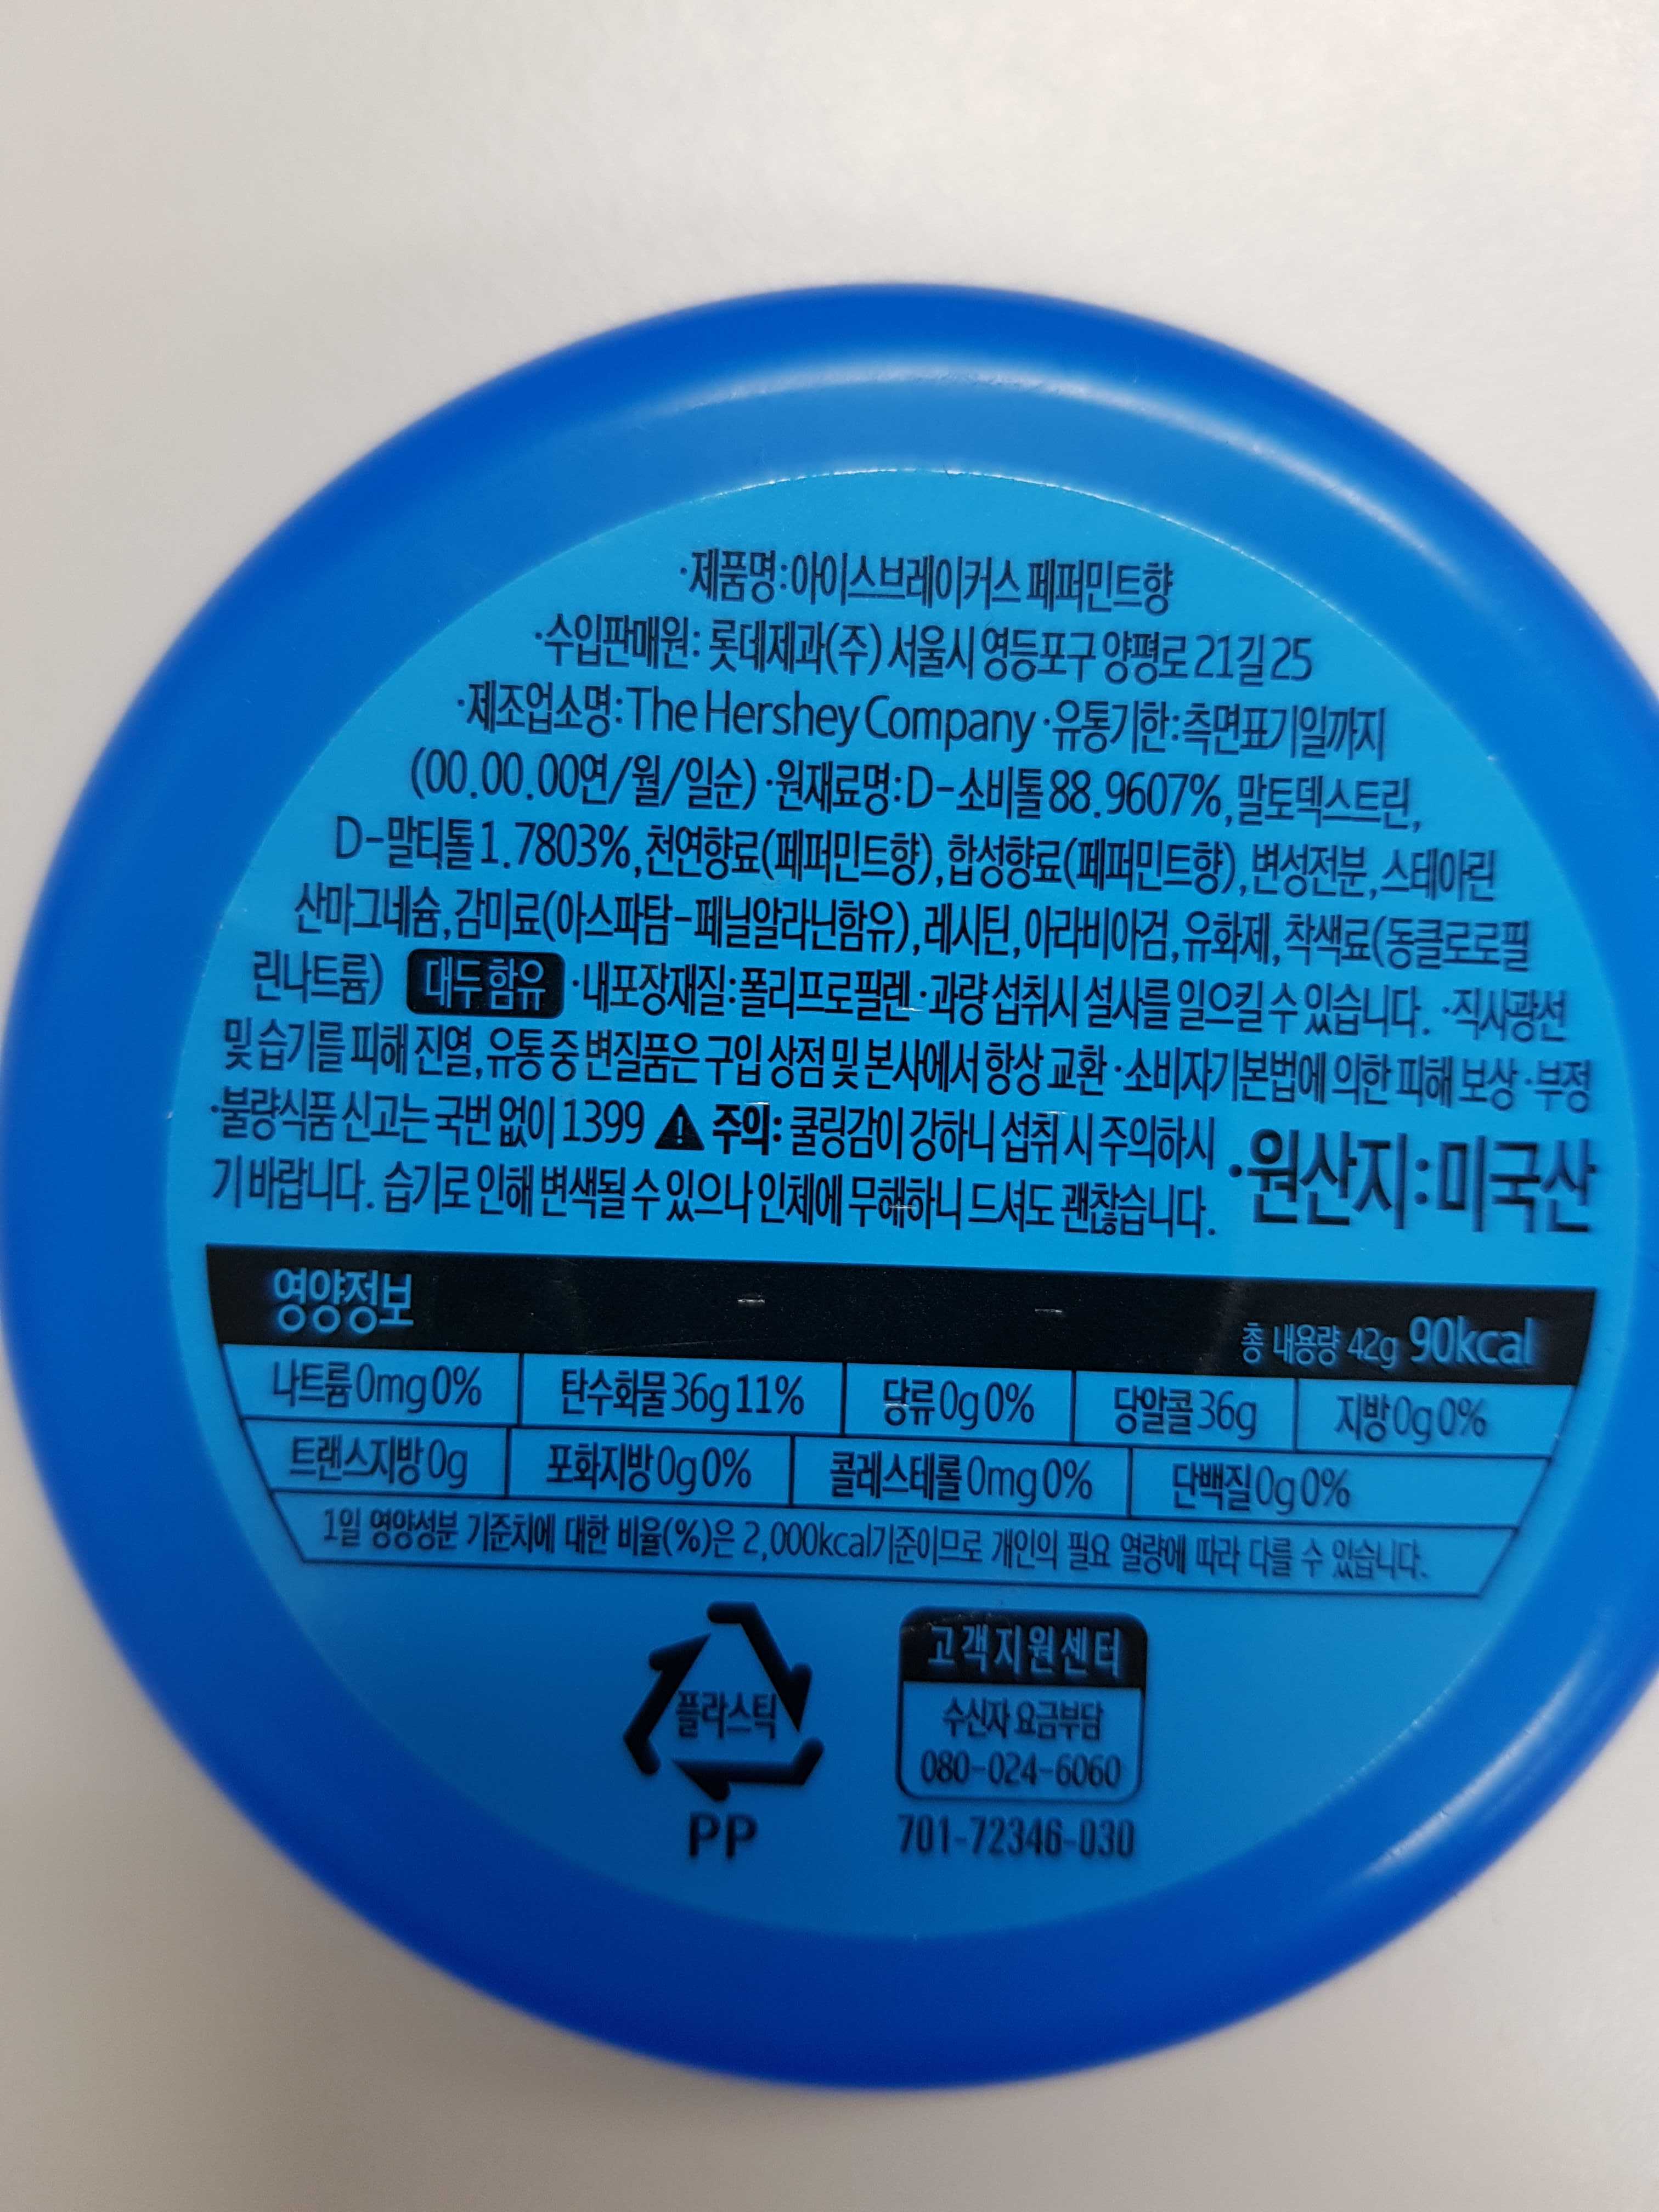 ·제품명:아이스브레이커스 페퍼민트향
·수입판매원: 롯데제과(주) 서울시 영등포구 양평로 21길 25
·제조업소명:The Hershey Company ·유통기한:측면표기일까지
(00.00.00연/월/일순) ·원재료명:D-소비톨 88.9607%, 말토덱스트린,
D-말티톨 1.7803%, 천연향료(페퍼민트향), 합성향료(페퍼민트향), 변성전분, 스테아린
산마그네슘, 감미료(아스파탐-페닐알라닌함유), 레시틴, 아라비아검, 유화제, 착색료(동클로로필
린나트륨) 대두 함유 ·내포장재질:폴리프로필렌 ·과량 섭취시 설사를 일으킬 수 있습니다. ·직사광선
및 습기를 피해 진열, 유통 중 변질품은 구입 상점 및 본사에서 항상 교환 ·소비자기본법에 의한 피해 보상 ·부정
·불량식품 신고는 국번 없이 1399 주의: 쿨링감이 강하니 섭취 시 주의하시
기 바랍니다. 습기로 인해 변색될 수 있으나 인체에 무해하니 드셔도 괜찮습니다.
·원산지:미국산
영양정보 총 내용량 42g 90kcal
나트륨 0mg 0% 탄수화물 36g 11% 당류 0g 0% 당알콜 36g 지방 0g 0%
트랜스지방 0g 포화지방 0g 0% 콜레스테롤 0mg 0% 단백질 0g 0%
1일 영양성분 기준치에 대한 비율(%)은 2,000kcal기준이므로 개인의 필요 열량에 따라 다를 수 있습니다.
플라스틱
PP
고객지원센터
수신자 요금부담
080-024-6060
701-72346-030